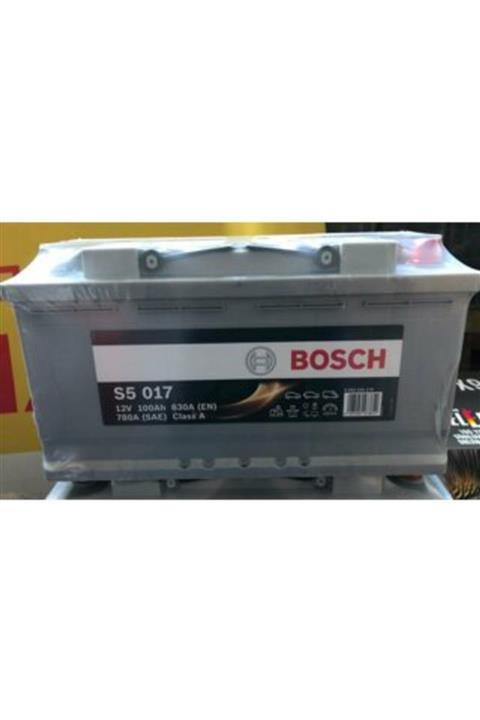 BOSCH
S5 017
12V 100Ah 830A (EN)
780A (SAE) Class A